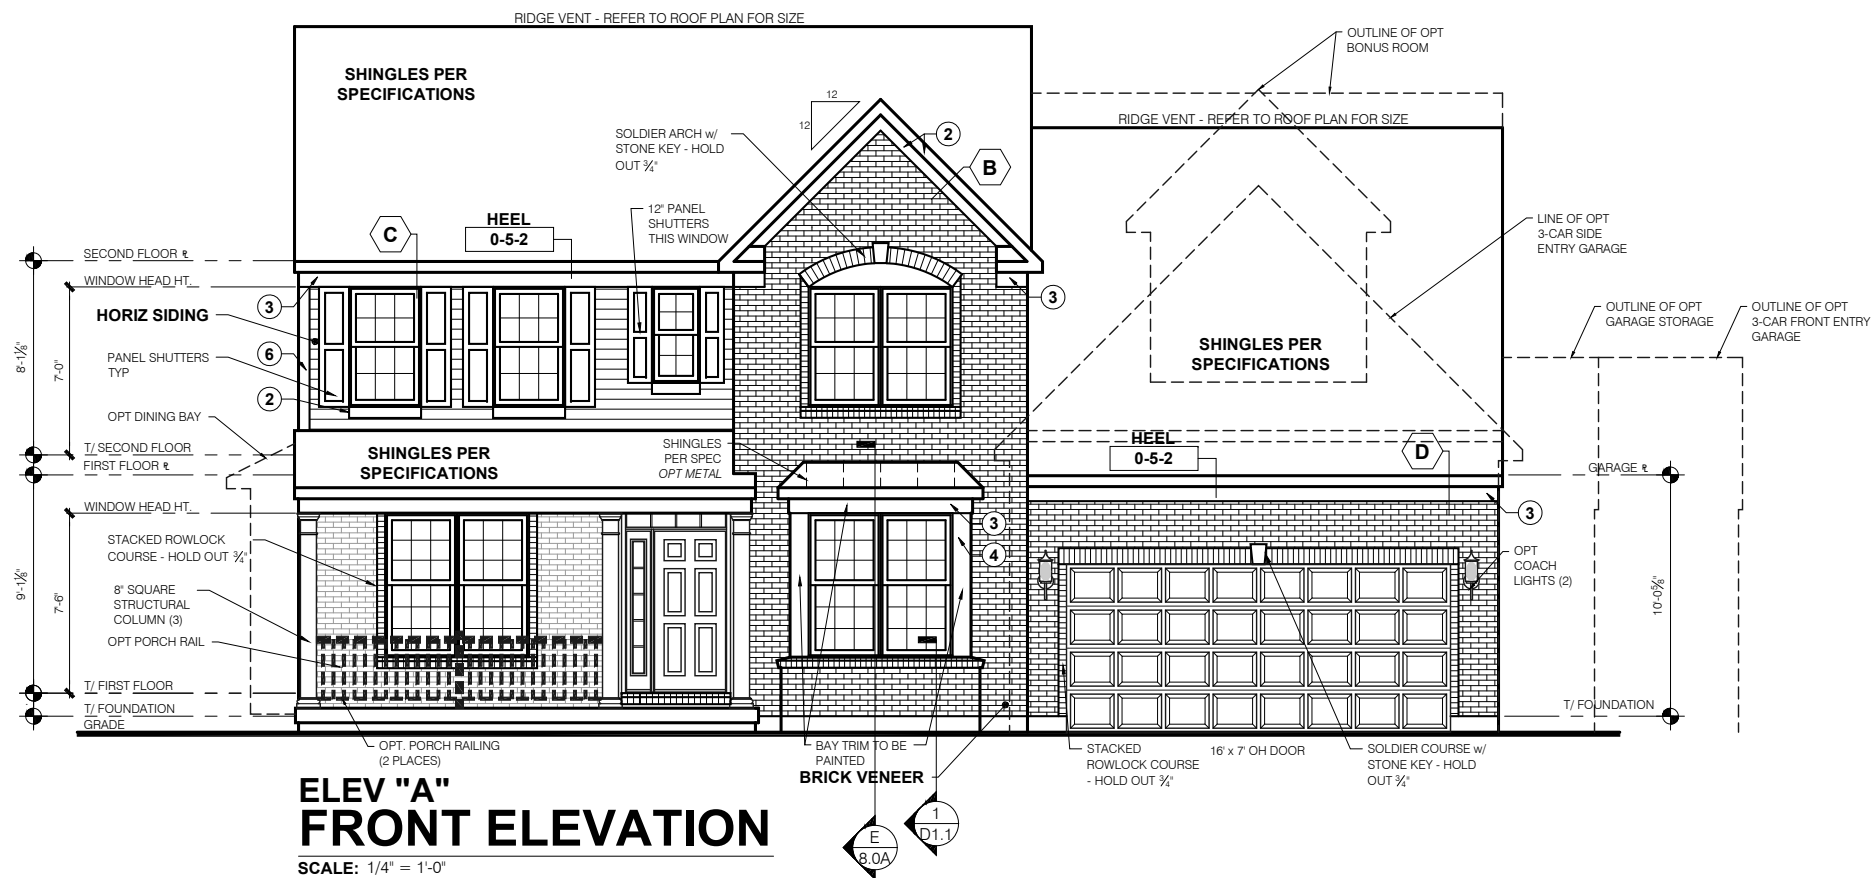 RIDGE VENT - REFER TO ROOF PLAN FOR SIZE
OUTLINE OF OPT
BONUS ROOM
SHINGLES PER
SPECIFICATIONS
12
12
RIDGE VENT - REFER TO ROOF PLAN FOR SIZE
SOLDIER ARCH w/
STONE KEY - HOLD
OUT ¾"
2
B
12" PANEL
SHUTTERS
THIS WINDOW
HEEL
0-5-2
C
LINE OF OPT
3-CAR SIDE
ENTRY GARAGE
SECOND FLOOR ⅊
WINDOW HEAD HT.
3
3
HORIZ SIDING
OUTLINE OF OPT
GARAGE STORAGE
OUTLINE OF OPT
3-CAR FRONT ENTRY
GARAGE
6
SHINGLES PER
SPECIFICATIONS
PANEL SHUTTERS
TYP
8'-1⅛"
7'-0"
2
OPT DINING BAY
T/ SECOND FLOOR
FIRST FLOOR ⅊
SHINGLES PER
SPECIFICATIONS
SHINGLES
PER SPEC
OPT METAL
HEEL
0-5-2
D
GARAGE ⅊
WINDOW HEAD HT.
3
3
STACKED ROWLOCK
COURSE - HOLD OUT ¾"
4
OPT
COACH
LIGHTS (2)
8" SQUARE
STRUCTURAL
COLUMN (3)
9'-1⅛"
7'-6"
10'-0⅝"
OPT PORCH RAIL
T/ FIRST FLOOR
T/ FOUNDATION
GRADE
T/ FOUNDATION
OPT. PORCH RAILING
(2 PLACES)
BAY TRIM TO BE
PAINTED
BRICK VENEER
STACKED
ROWLOCK COURSE
- HOLD OUT ¾"
16' x 7' OH DOOR
SOLDIER COURSE w/
STONE KEY - HOLD
OUT ¾"
ELEV "A"
FRONT ELEVATION
SCALE: 1/4" = 1'-0"
1
D1.1
E
8.0A